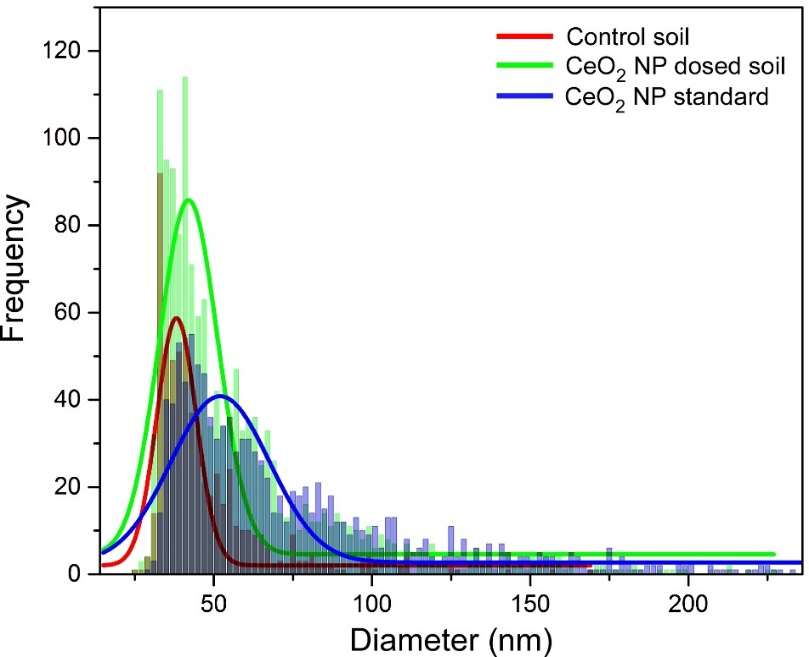 Control soil
CeO₂ NP dosed soil
CeO₂ NP standard
120
100
80
60
40
20
0
Frequency
50 100 150 200
Diameter (nm)